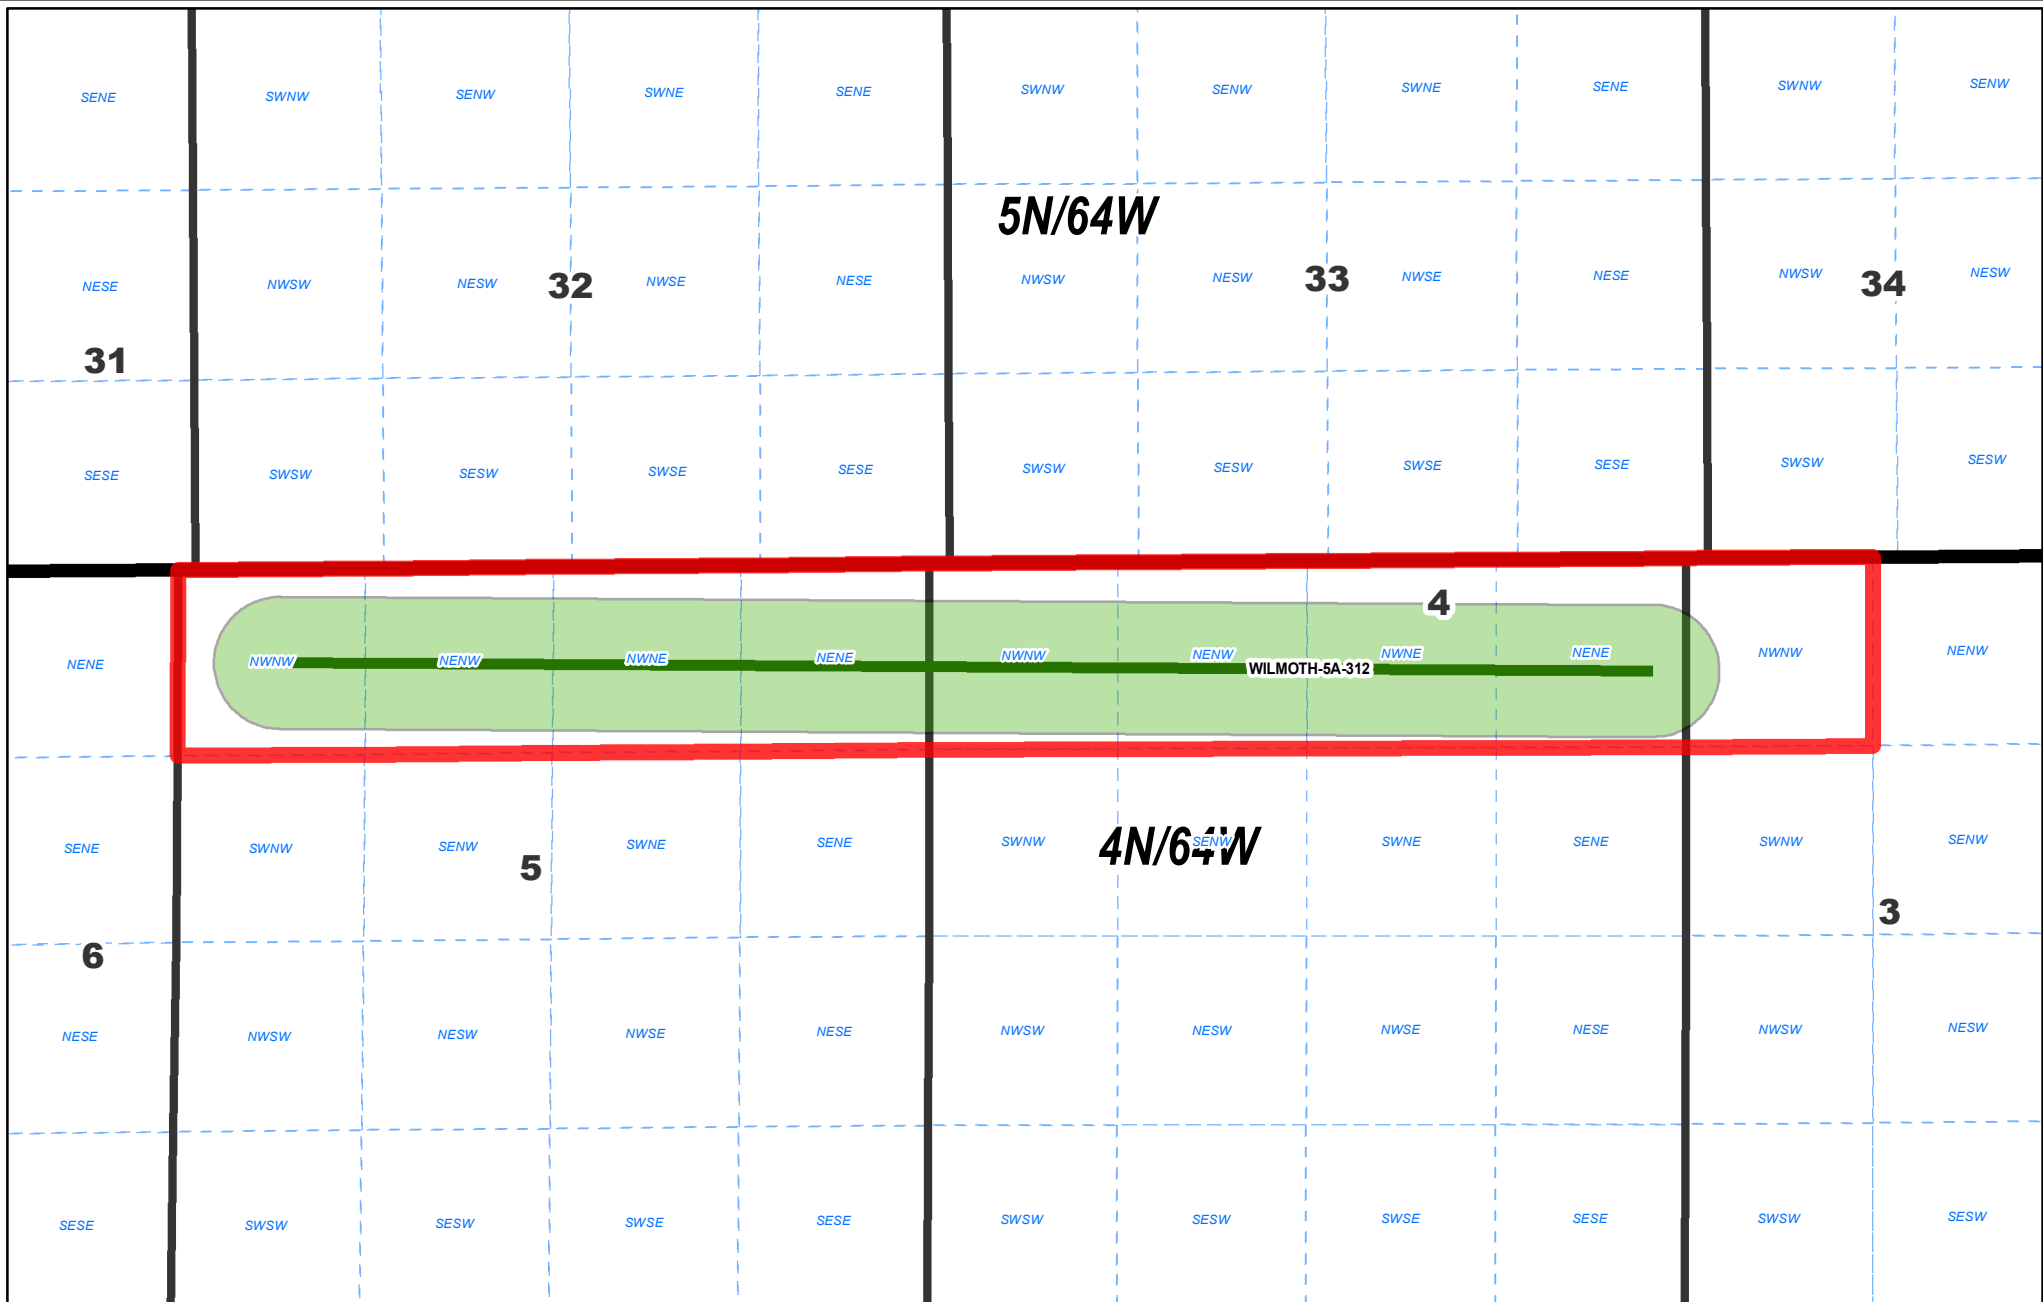 SENE SWNW SENW SWNE SENE SWNW SENW SWNE SENE SWNW SENW
5N/64W
NESE NWSW NESW 32 NWSE NESE NWSW NESW 33 NWSE NESE NWSW 34 NESW
31
SESE SWSW SESW SWSE SESE SWSW SESW SWSE SESE SWSW SESW
4
NENE NWNW NENW NWNE NENE NWNW NENW NWNE NENE NWNW NENW
WILMOTH-5A-312
SENE SWNW SENW SWNE SENE SWNW SENW SWNE SENE SWNW SENW
4N/64W
5
3
6
NESE NWSW NESW NWSE NESE NWSW NESW NWSE NESE NWSW NESW
SESE SWSW SESW SWSE SESE SWSW SESW SWSE SESE SWSW SESW